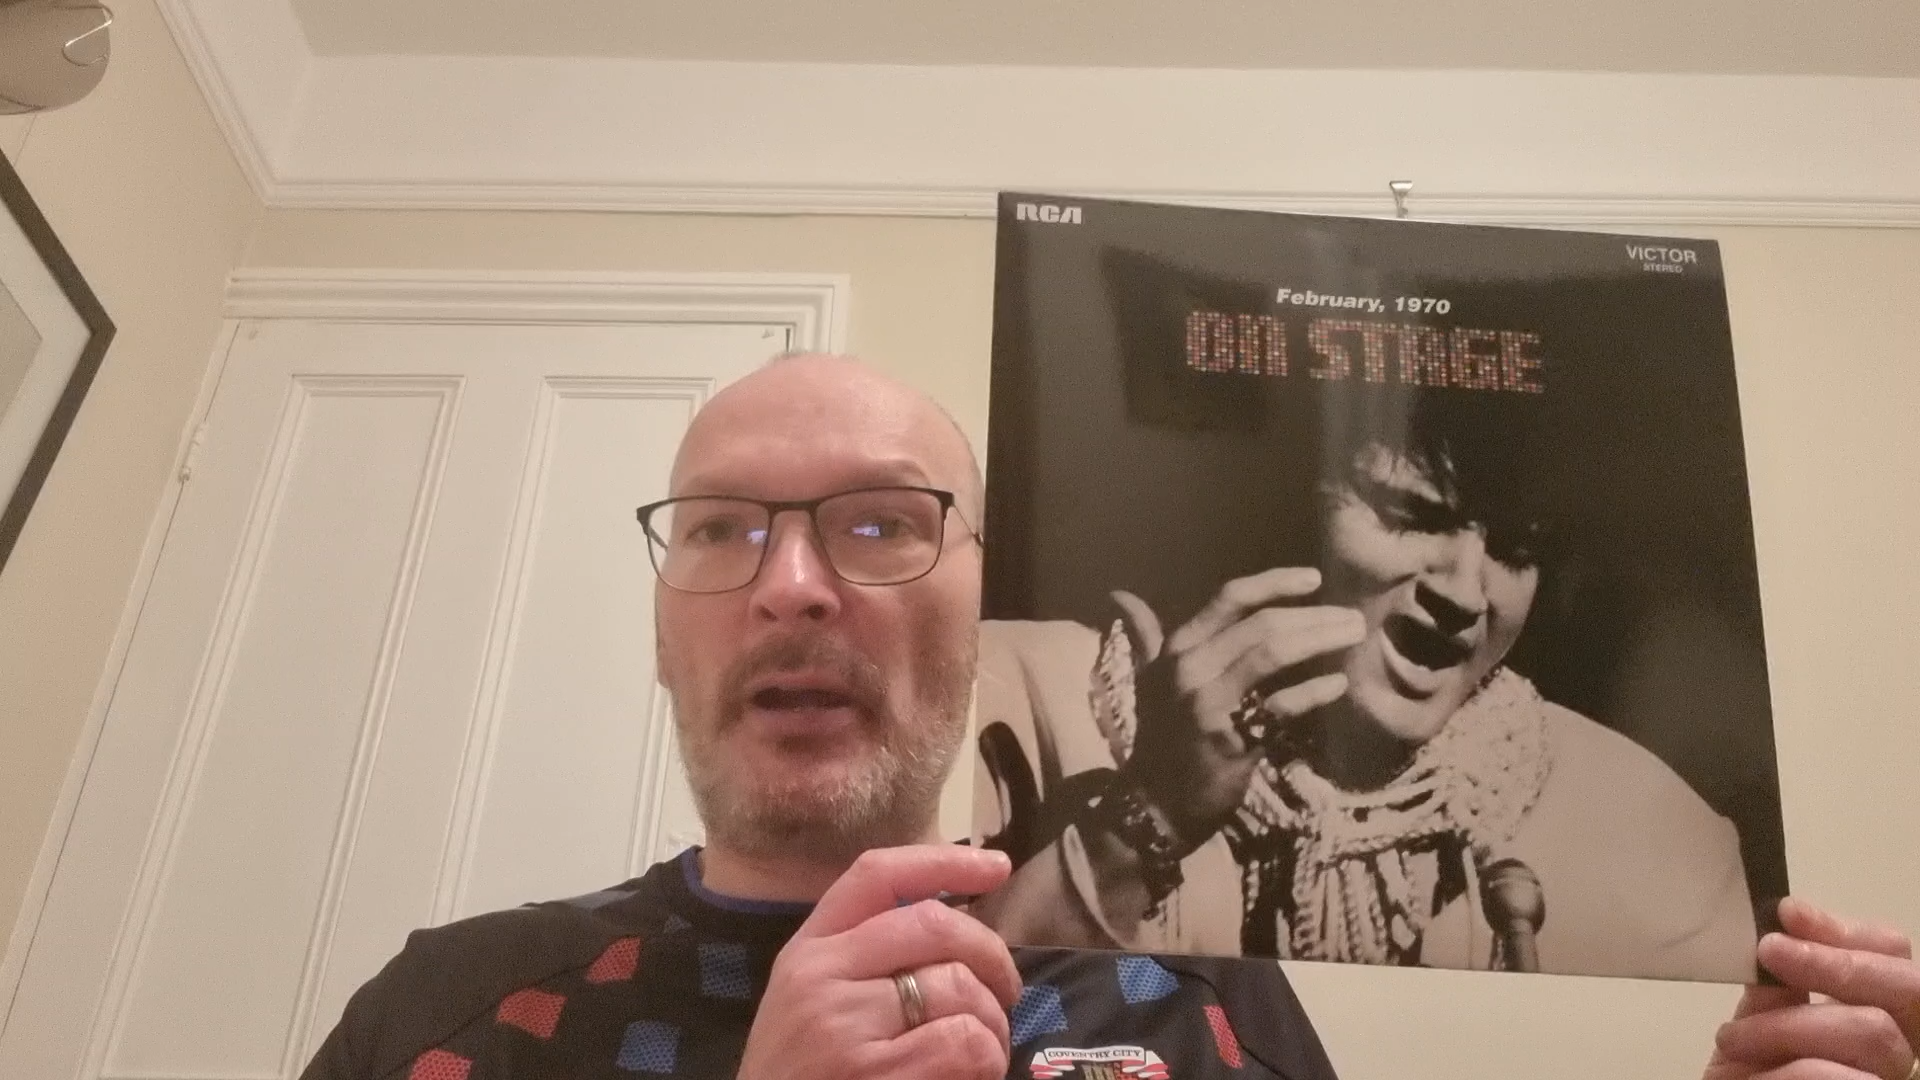 RCA
VICTOR
STEREO
February, 1970
ON STAGE
COVENTRY CITY